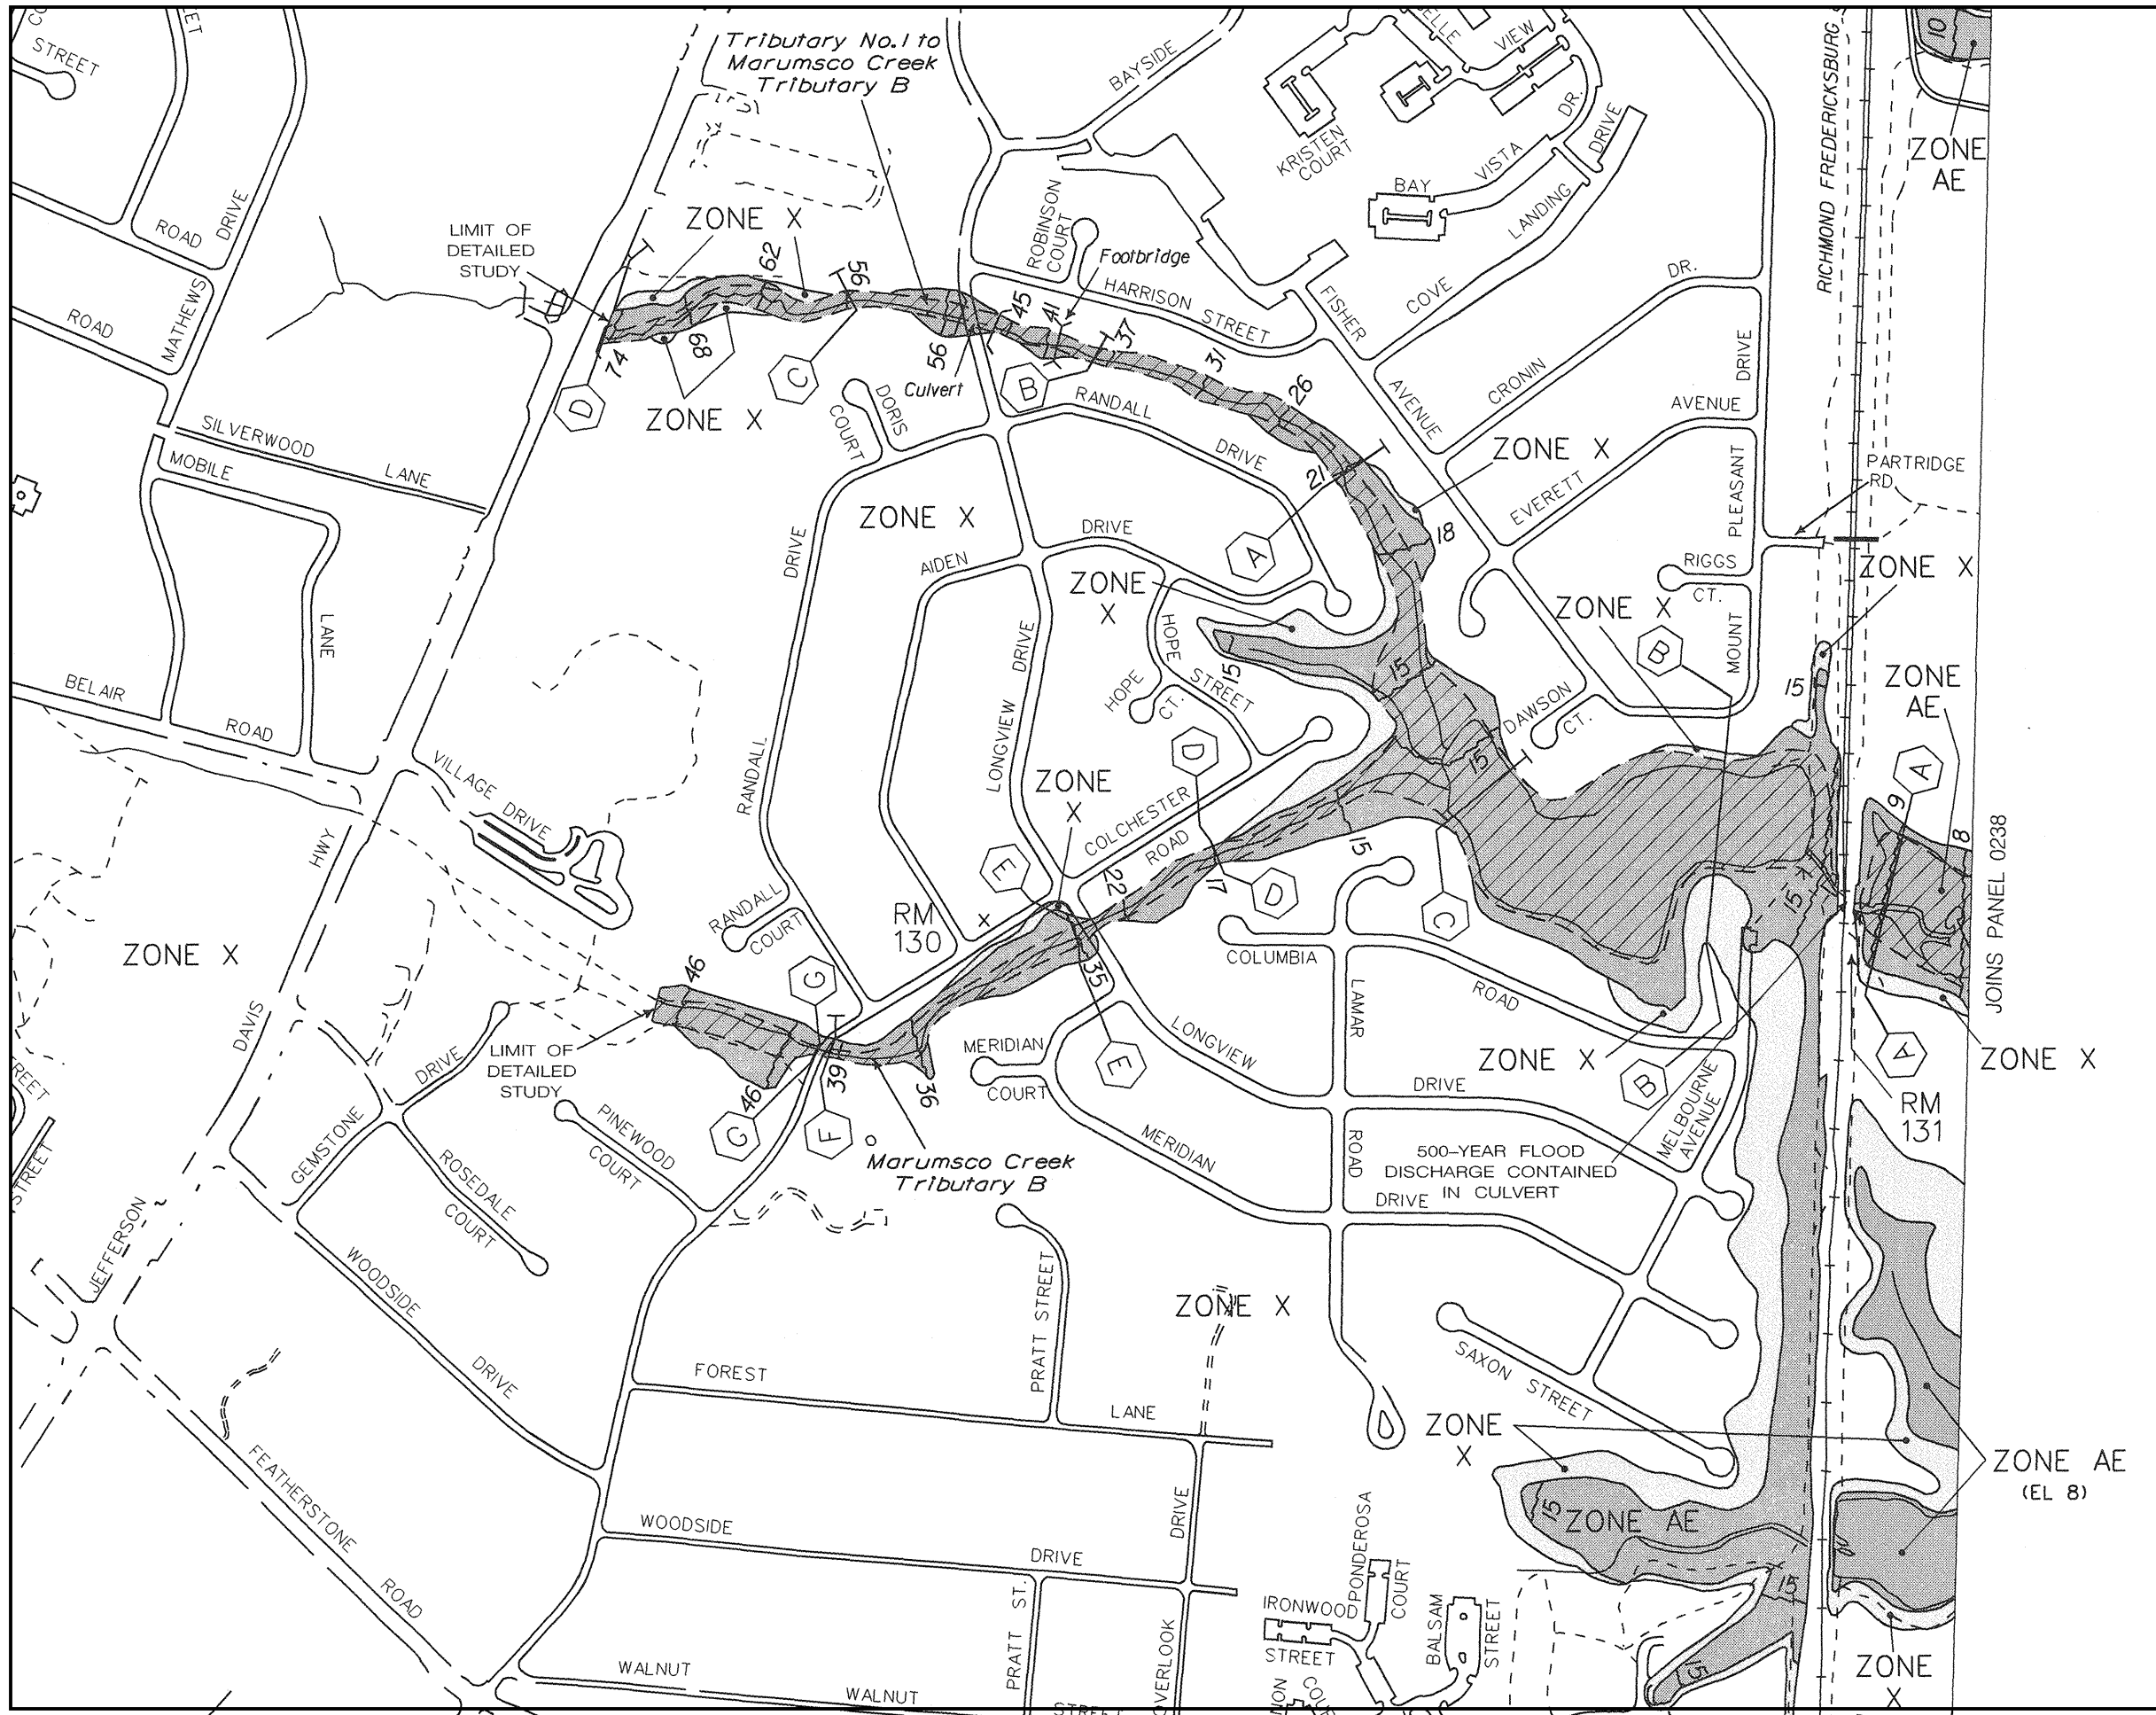 STREET
Tributary No.1 to
Marumsco Creek
Tributary B
BAYSIDE
VIEW
DR.
DRIVE
KRISTEN
COURT
VISTA
BAY
LANDING
COVE
RICHMOND FREDERICKSBURG
10
ZONE
AE
ROAD
DRIVE
LIMIT OF
DETAILED
STUDY
ZONE X
62
56
ROBINSON
COURT
Footbridge
45
41
37
HARRISON
STREET
FISHER
AVENUE
DR.
DRIVE
ROAD
MATHEWS
74
68
D
ZONE X
C
56
Culvert
B
31
26
CRONIN
AVENUE
SILVERWOOD
LANE
MOBILE
LANE
DORIS
COURT
RANDALL
DRIVE
21
ZONE X
18
EVERETT
PLEASANT
MOUNT
PARTRIDGE
RD
ZONE X
DRIVE
AIDEN
DRIVE
A
ZONE
X
RIGGS
CT.
ZONE X
ZONE X
B
HOPE
STREET
HOPE
CT.
15
15
15
DAWSON
CT.
15
ZONE
AE
BELAIR
ROAD
VILLAGE
DRIVE
RANDALL
LONGVIEW
DRIVE
D
ZONE
X
COLCHESTER
ROAD
15
A
9
8
JOINS PANEL 0238
HWY
DAVIS
JEFFERSON
E
22
17
D
C
15
RANDALL
COURT
RM
130
COLUMBIA
ROAD
ZONE X
46
G
35
LAMAR
ROAD
LIMIT OF
DETAILED
STUDY
DRIVE
46
39
36
MERIDIAN
COURT
E
LONGVIEW
DRIVE
ZONE X
B
A
ZONE X
RM
131
MELBOURNE
AVENUE
GEMSTONE
PINEWOOD
COURT
G
F
Marumsco Creek
Tributary B
MERIDIAN
DRIVE
500-YEAR FLOOD
DISCHARGE CONTAINED
IN CULVERT
STREET
ROSEDALE
COURT
WOODSIDE
DRIVE
PRATT STREET
ZONE X
SAXON STREET
FOREST
LANE
ZONE
X
ZONE AE
(EL 8)
FEATHERSTONE
ROAD
WOODSIDE
DRIVE
DRIVE
OVERLOOK
15
ZONE AE
15
PONDEROSA
COURT
IRONWOOD
STREET
BALSAM
STREET
PRATT ST.
WALNUT
WALNUT
15
ZONE
X